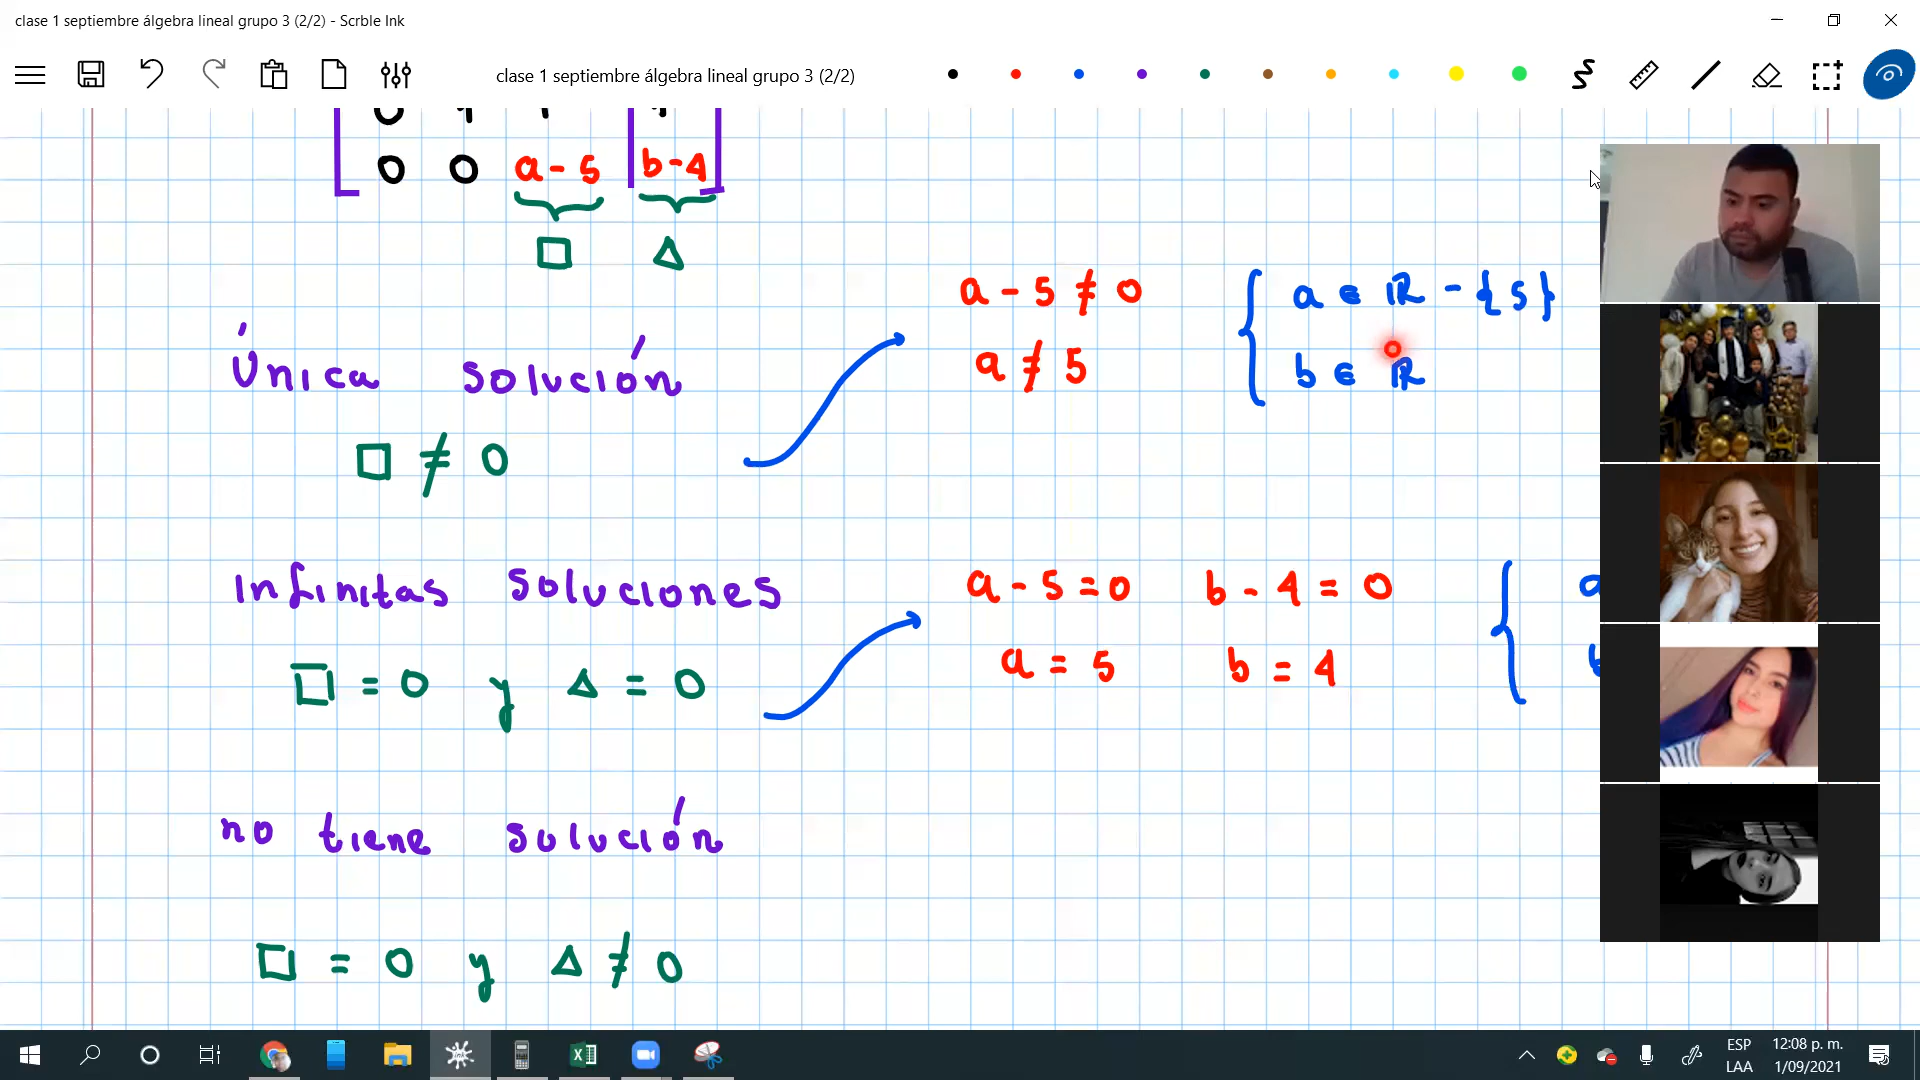 clase 1 septiembre álgebra lineal grupo 3 (2/2) - Scrble Ink
clase 1 septiembre álgebra lineal grupo 3 (2/2)
0 0 a - 5 b - 4
□ Δ
Única solución
□ ≠ 0
a - 5 ≠ 0
a ≠ 5
a ∈ ℝ - {5}
b ∈ ℝ
Infinitas soluciones
□ = 0 y Δ = 0
a - 5 = 0 b - 4 = 0
a = 5 b = 4
a
no tiene solución
□ = 0 y Δ ≠ 0
ESP
LAA
12:08 p. m.
1/09/2021